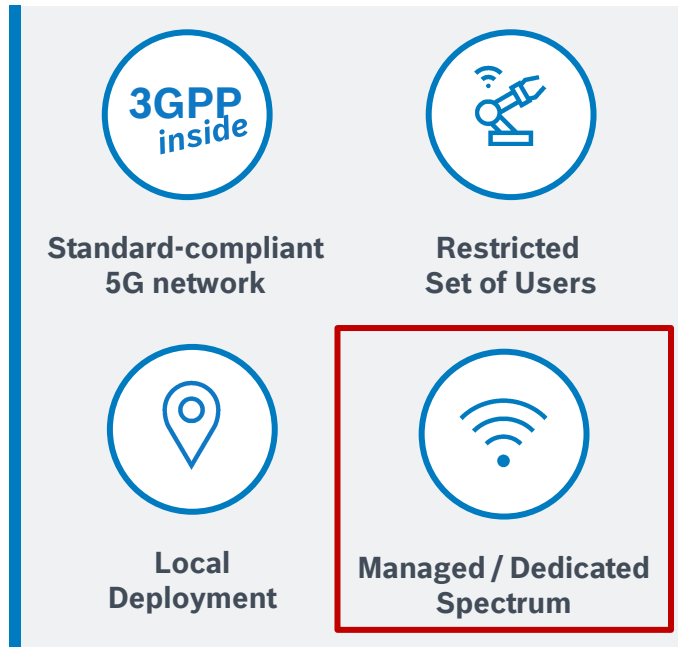 3GPP
inside
Standard-compliant
5G network
Restricted
Set of Users
Local
Deployment
Managed / Dedicated
Spectrum